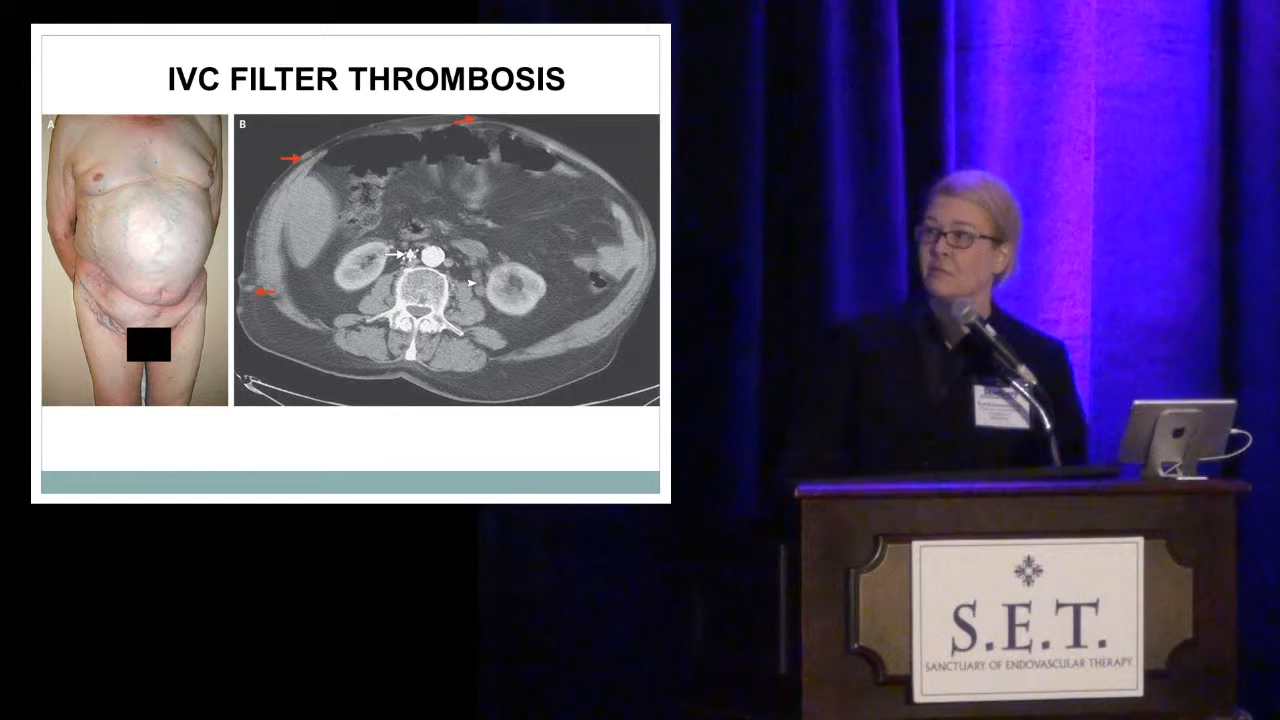 IVC FILTER THROMBOSIS
A
B
S.E.T.
SANCTUARY OF ENDOVASCULAR THERAPY